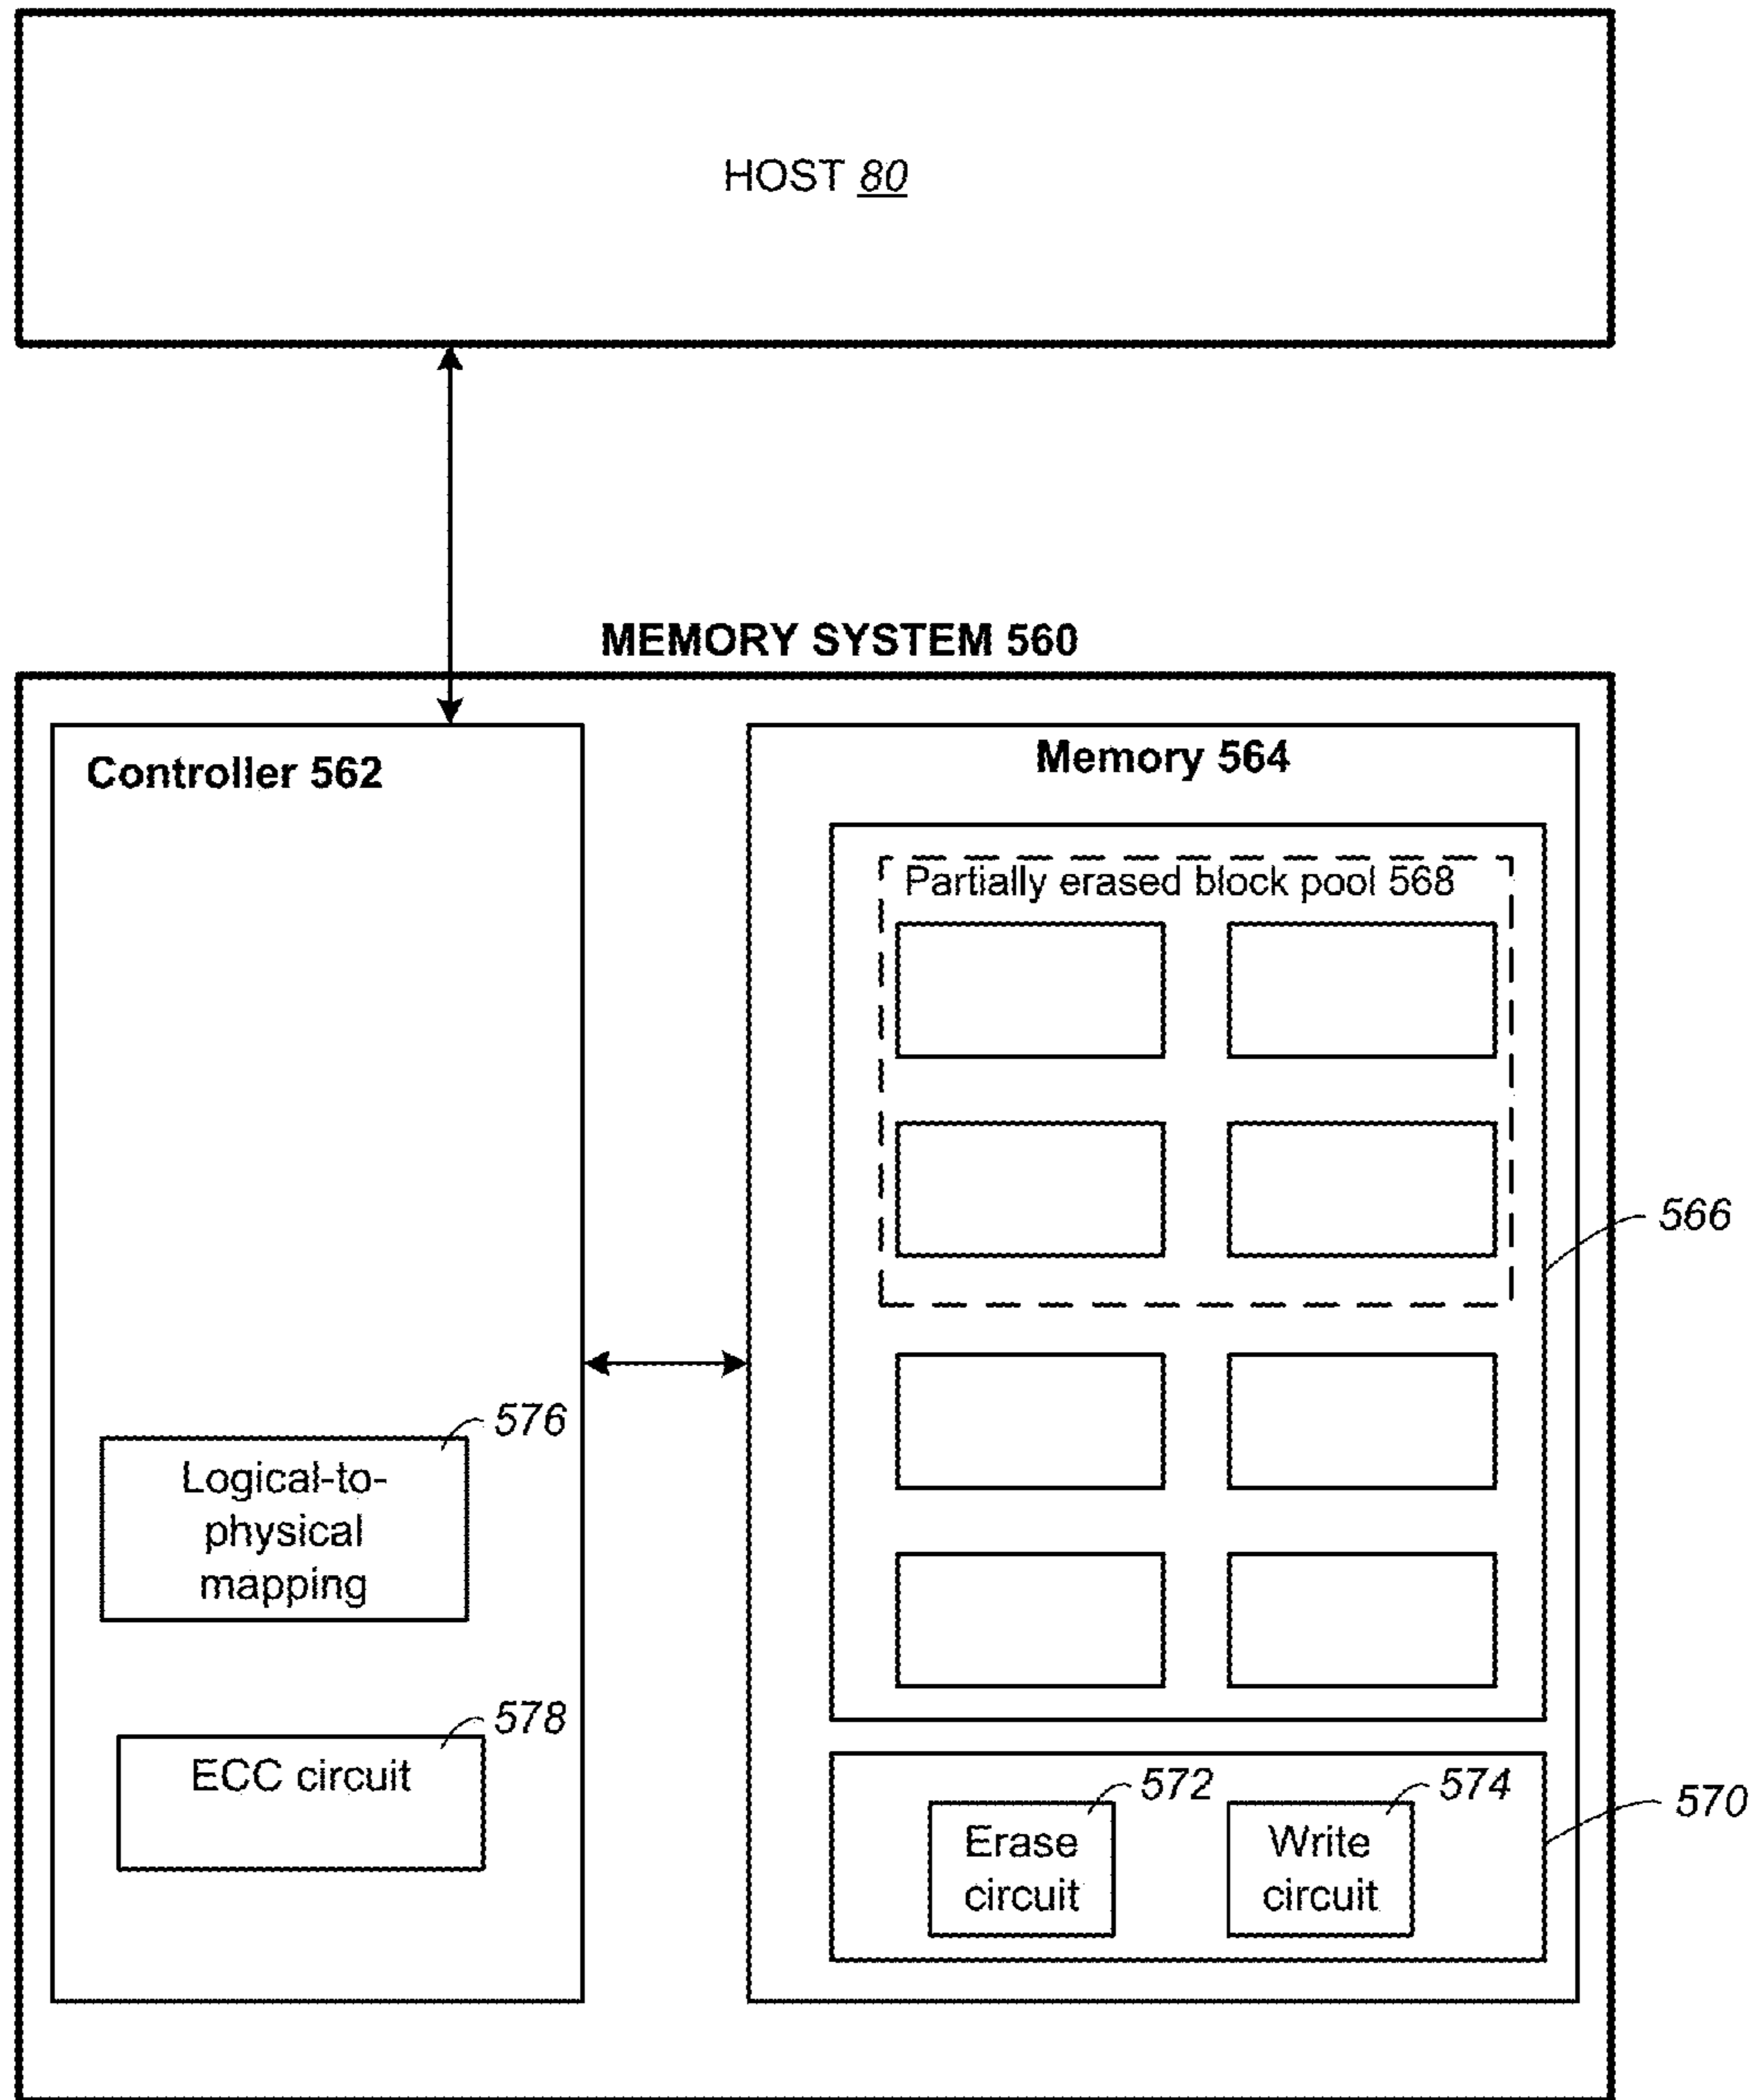 HOST 80
MEMORY SYSTEM 560
Controller 562
Memory 564
Partially erased block pool 568
566
576
Logical-to-
physical
mapping
578
ECC circuit
572
574
570
Erase
circuit
Write
circuit